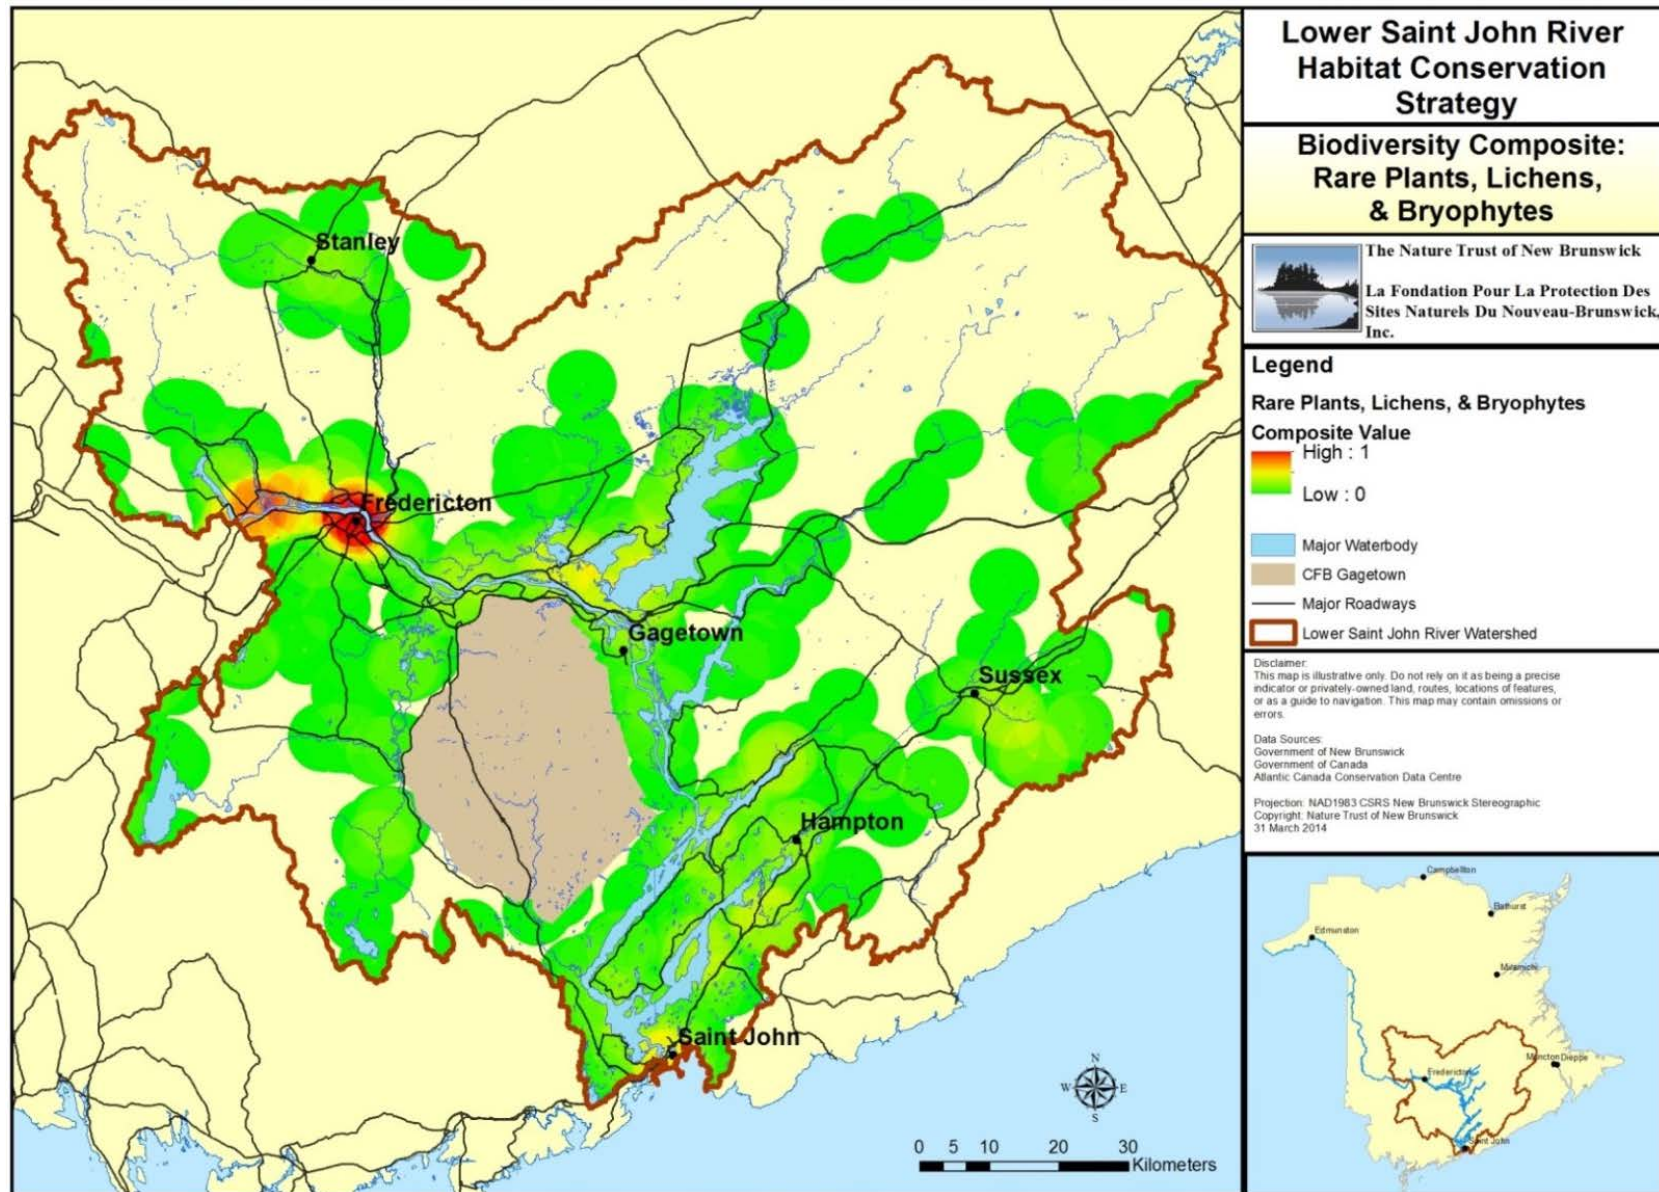 Lower Saint John River
Habitat Conservation
Strategy
Biodiversity Composite:
Rare Plants, Lichens,
& Bryophytes
The Nature Trust of New Brunswick
La Fondation Pour La Protection Des
Sites Naturels Du Nouveau-Brunswick,
Inc.
Legend
Rare Plants, Lichens, & Bryophytes
Composite Value
High : 1
Low : 0
Major Waterbody
CFB Gagetown
Major Roadways
Lower Saint John River Watershed
Disclaimer:
This map is illustrative only. Do not rely on it as being a precise
indicator or privately-owned land, routes, locations of features,
or as a guide to navigation. This map may contain omissions or
errors.
Data Sources:
Government of New Brunswick
Government of Canada
Atlantic Canada Conservation Data Centre
Projection: NAD1983 CSRS New Brunswick Stereographic
Copyright: Nature Trust of New Brunswick
31 March 2014
Stanley
Fredericton
Gagetown
Sussex
Hampton
Saint John
N
W E
S
0 5 10 20 30
Kilometers
Campbellton
Bathurst
Edmunston
Miramichi
Moncton Dieppe
Fredericton
Saint John